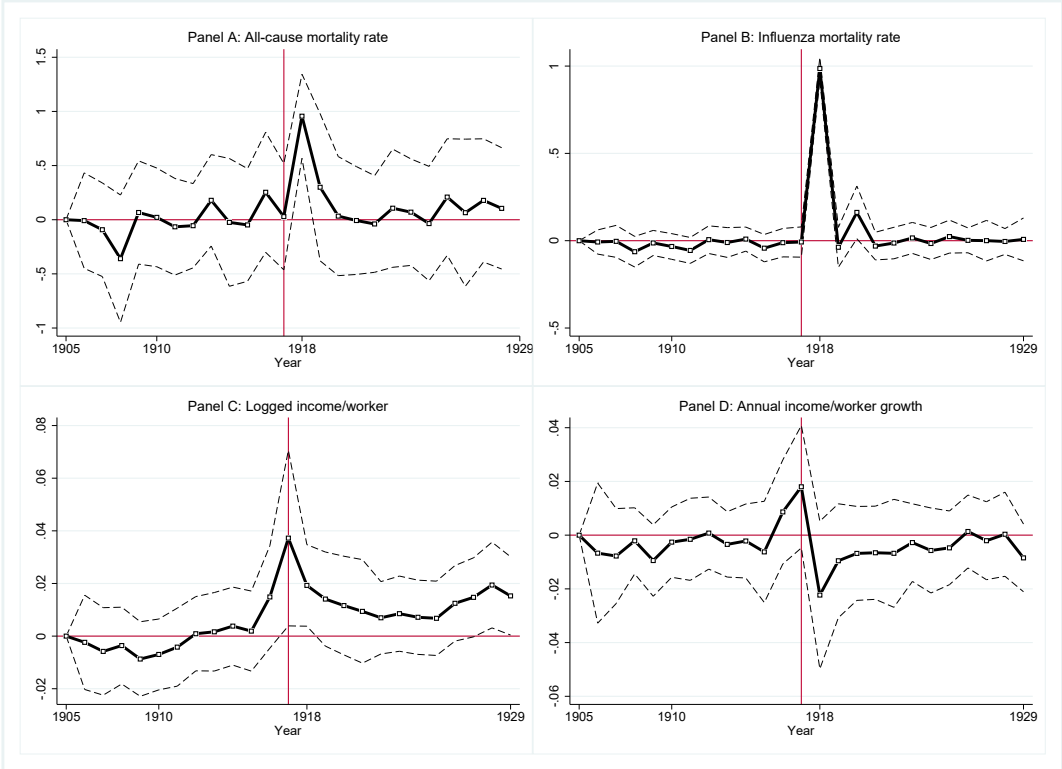 Panel A: All-cause mortality rate
1.5
1
.5
0
-.5
-1
1905 1910 1918 1929
Year
Panel B: Influenza mortality rate
1
.5
0
-.5
1905 1910 1918 1929
Year
Panel C: Logged income/worker
.08
.06
.04
.02
0
-.02
1905 1910 1918 1929
Year
Panel D: Annual income/worker growth
.04
.02
0
-.02
-.04
-.06
1905 1910 1918 1929
Year